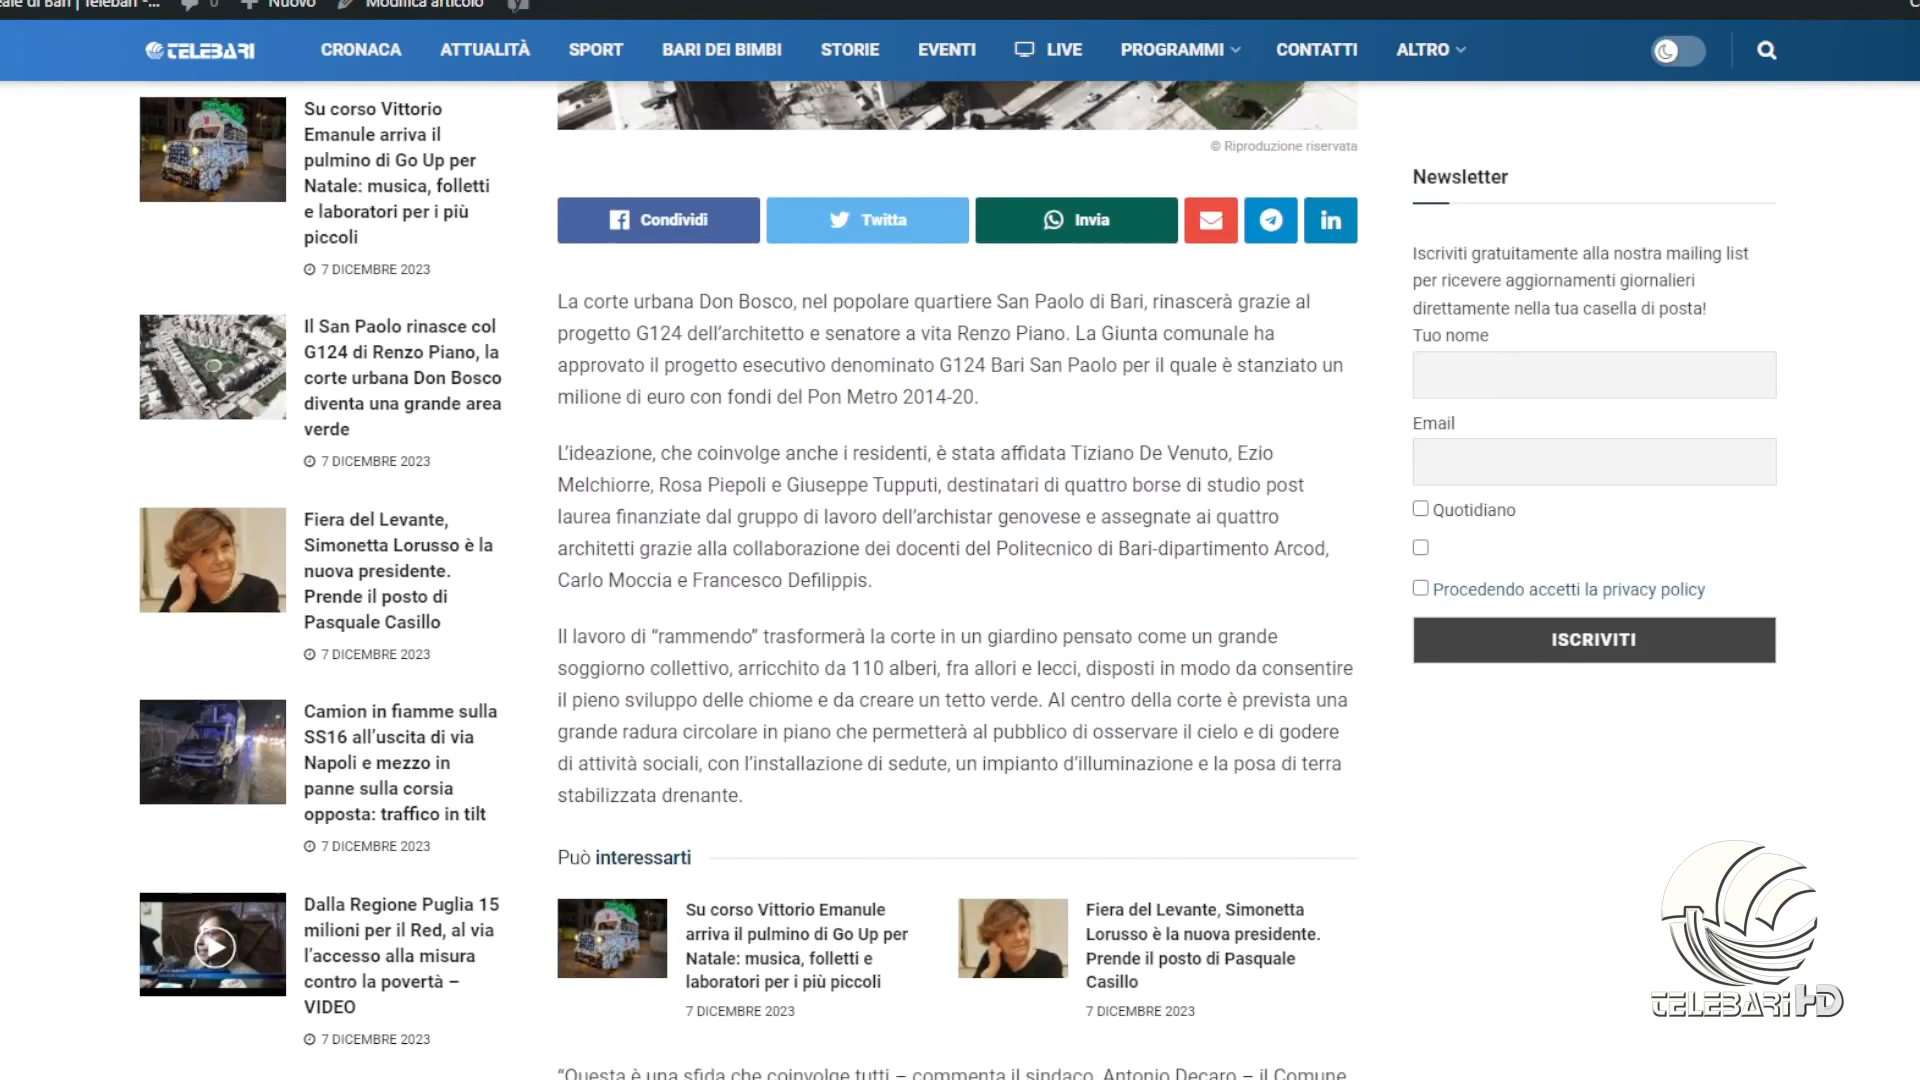 Nuovo
Modifica articolo
TELEBARI
CRONACA
ATTUALITÀ
SPORT
BARI DEI BIMBI
STORIE
EVENTI
LIVE
PROGRAMMI
CONTATTI
ALTRO
Su corso Vittorio
Emanule arriva il
pulmino di Go Up per
Natale: musica, folletti
e laboratori per i più
piccoli
7 DICEMBRE 2023
Il San Paolo rinasce col
G124 di Renzo Piano, la
corte urbana Don Bosco
diventa una grande area
verde
7 DICEMBRE 2023
Fiera del Levante,
Simonetta Lorusso è la
nuova presidente.
Prende il posto di
Pasquale Casillo
7 DICEMBRE 2023
Camion in fiamme sulla
SS16 all’uscita di via
Napoli e mezzo in
panne sulla corsia
opposta: traffico in tilt
7 DICEMBRE 2023
Dalla Regione Puglia 15
milioni per il Red, al via
l’accesso alla misura
contro la povertà –
VIDEO
7 DICEMBRE 2023
© Riproduzione riservata
Condividi
Twitta
Invia
La corte urbana Don Bosco, nel popolare quartiere San Paolo di Bari, rinascerà grazie al
progetto G124 dell’architetto e senatore a vita Renzo Piano. La Giunta comunale ha
approvato il progetto esecutivo denominato G124 Bari San Paolo per il quale è stanziato un
milione di euro con fondi del Pon Metro 2014-20.
L’ideazione, che coinvolge anche i residenti, è stata affidata Tiziano De Venuto, Ezio
Melchiorre, Rosa Piepoli e Giuseppe Tupputi, destinatari di quattro borse di studio post
laurea finanziate dal gruppo di lavoro dell’archistar genovese e assegnate ai quattro
architetti grazie alla collaborazione dei docenti del Politecnico di Bari-dipartimento Arcod,
Carlo Moccia e Francesco Defilippis.
Il lavoro di “rammendo” trasformerà la corte in un giardino pensato come un grande
soggiorno collettivo, arricchito da 110 alberi, fra allori e lecci, disposti in modo da consentire
il pieno sviluppo delle chiome e da creare un tetto verde. Al centro della corte è prevista una
grande radura circolare in piano che permetterà al pubblico di osservare il cielo e di godere
di attività sociali, con l’installazione di sedute, un impianto d’illuminazione e la posa di terra
stabilizzata drenante.
Può interessarti
Su corso Vittorio Emanule
arriva il pulmino di Go Up per
Natale: musica, folletti e
laboratori per i più piccoli
7 DICEMBRE 2023
Fiera del Levante, Simonetta
Lorusso è la nuova presidente.
Prende il posto di Pasquale
Casillo
7 DICEMBRE 2023
“Questa è una sfida che coinvolge tutti – commenta il sindaco, Antonio Decaro – il Comune
Newsletter
Iscriviti gratuitamente alla nostra mailing list
per ricevere aggiornamenti giornalieri
direttamente nella tua casella di posta!
Tuo nome
Email
Quotidiano
Procedendo accetti la privacy policy
ISCRIVITI
TELEBARI HD